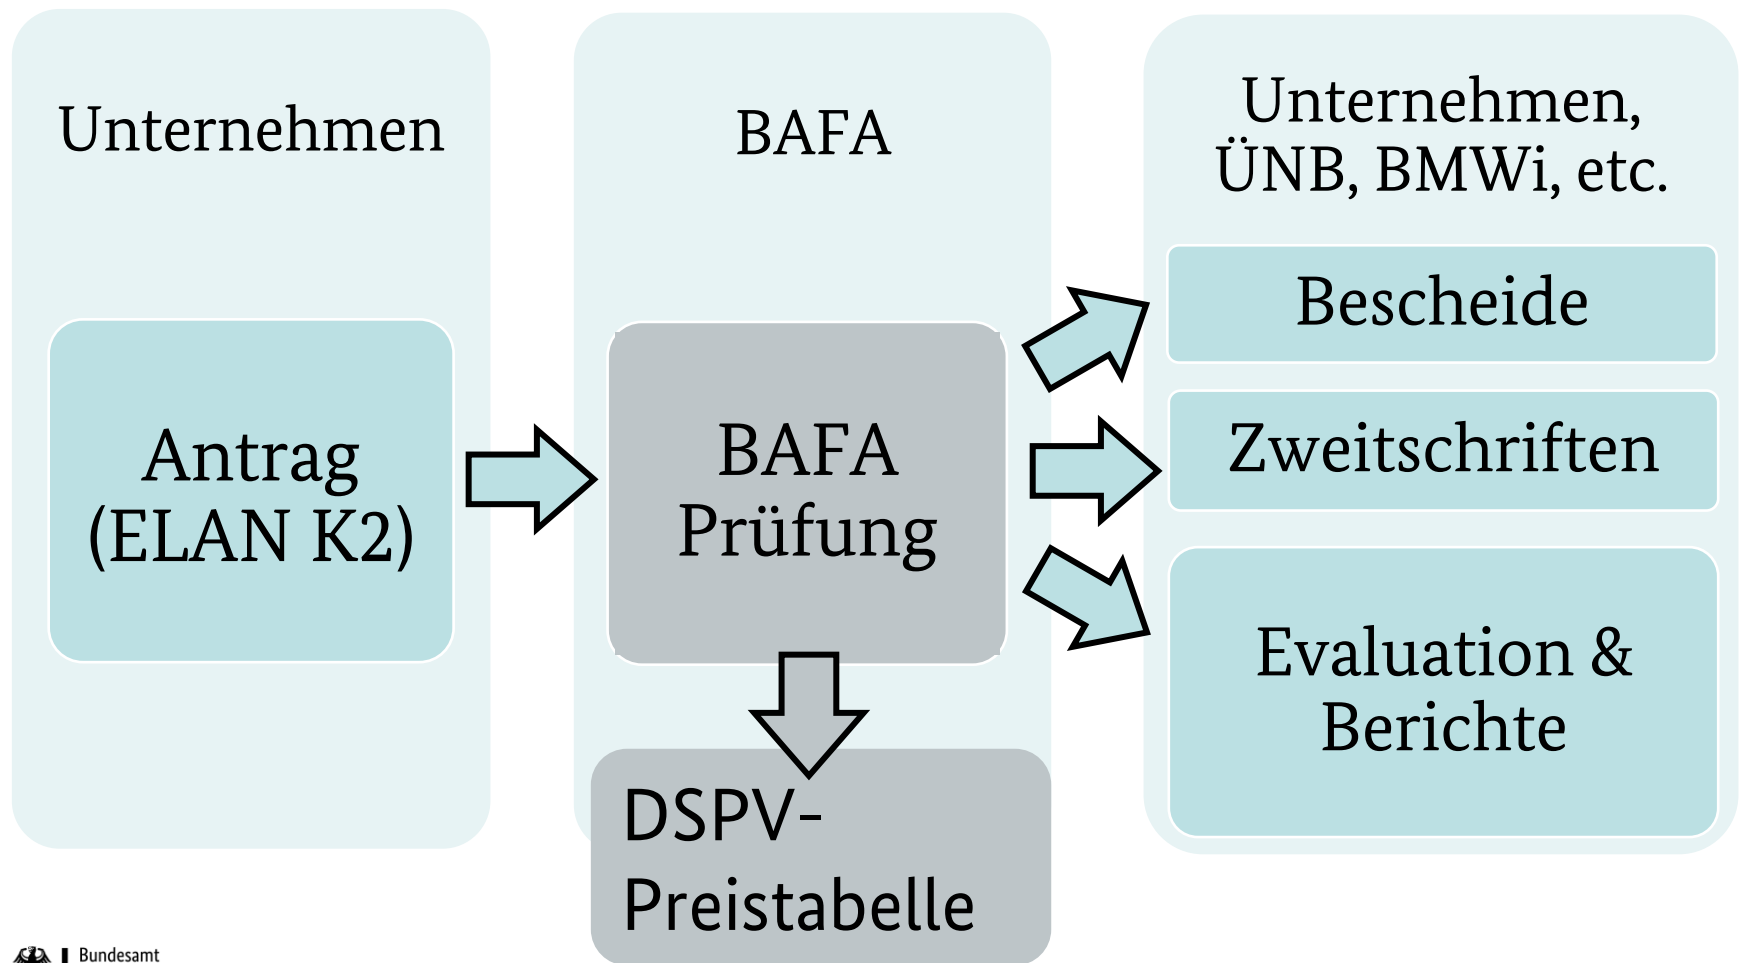 Unternehmen
Antrag
(ELAN K2)
BAFA
BAFA
Prüfung
DSPV-
Preistabelle
Unternehmen,
ÜNB, BMWi, etc.
Bescheide
Zweitschriften
Evaluation &
Berichte
Bundesamt